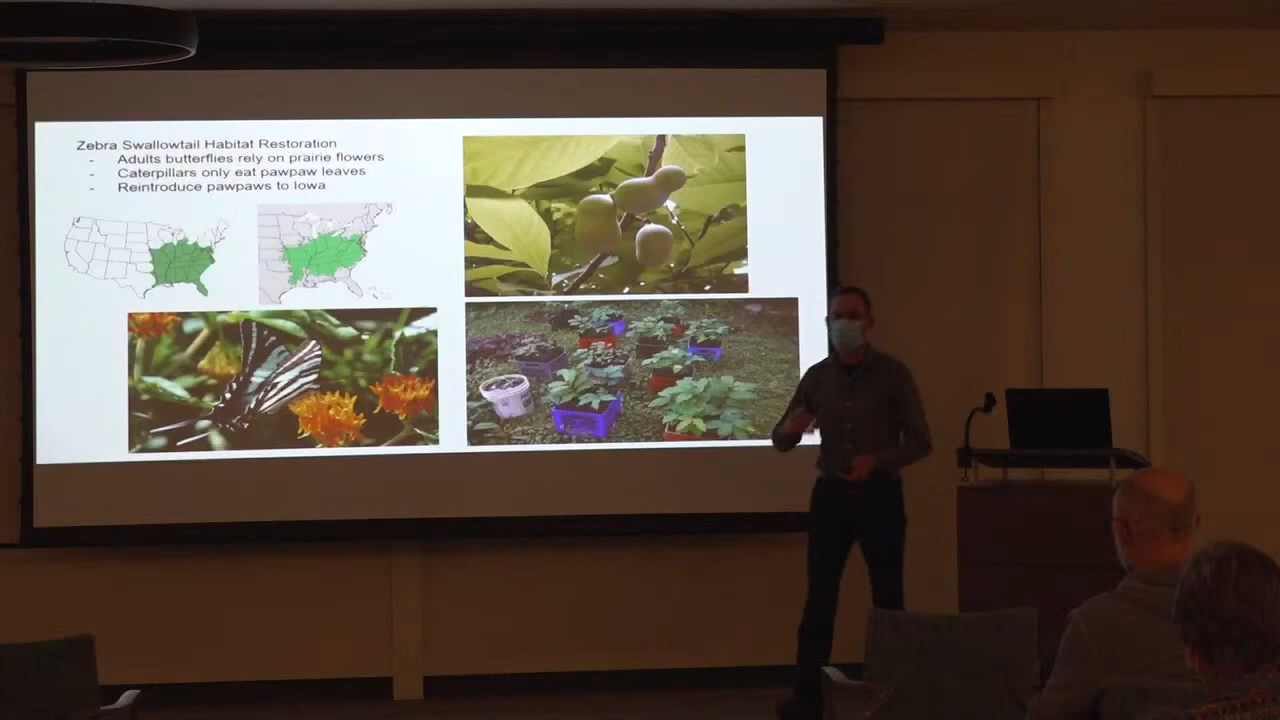 Zebra Swallowtail Habitat Restoration
- Adults butterflies rely on prairie flowers
- Caterpillars only eat pawpaw leaves
- Reintroduce pawpaws to Iowa